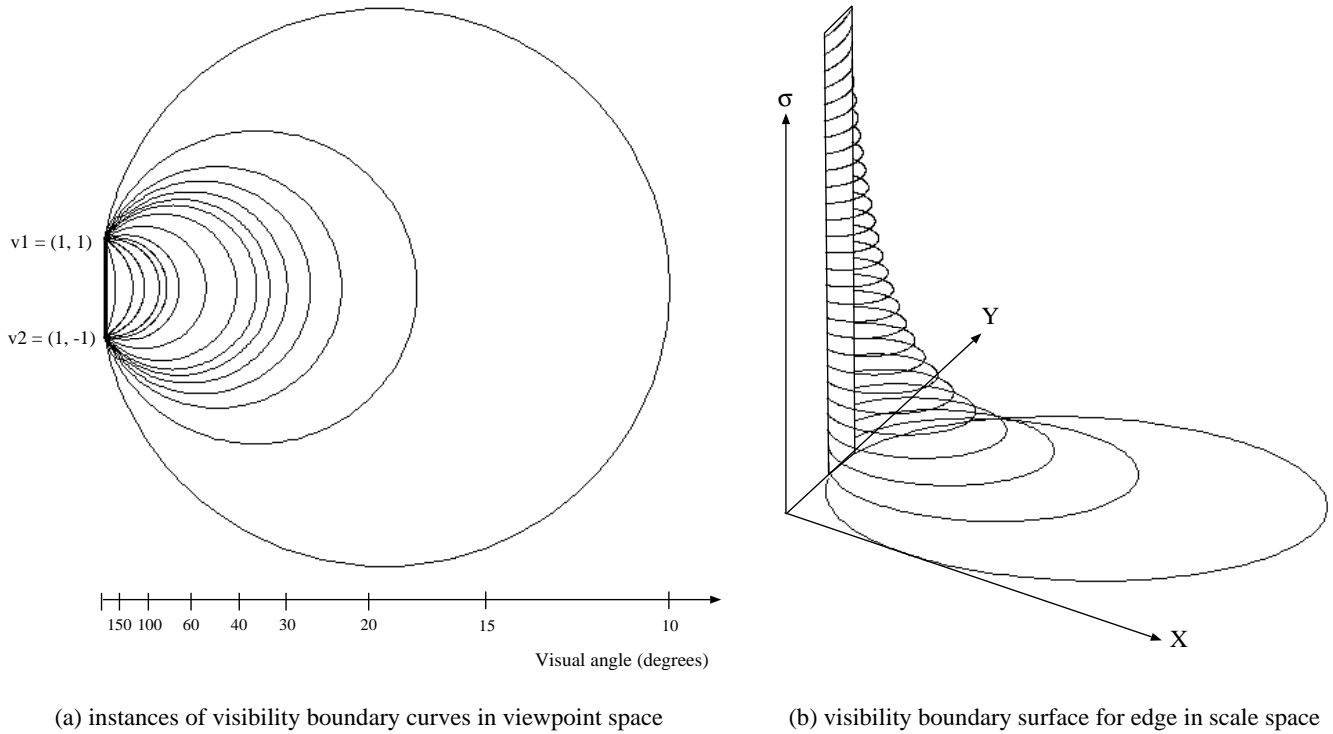 v1 = (1, 1)
v2 = (1, -1)
150 100 60 40 30 20 15 10
Visual angle (degrees)
(a) instances of visibility boundary curves in viewpoint space
σ
Y
X
(b) visibility boundary surface for edge in scale space